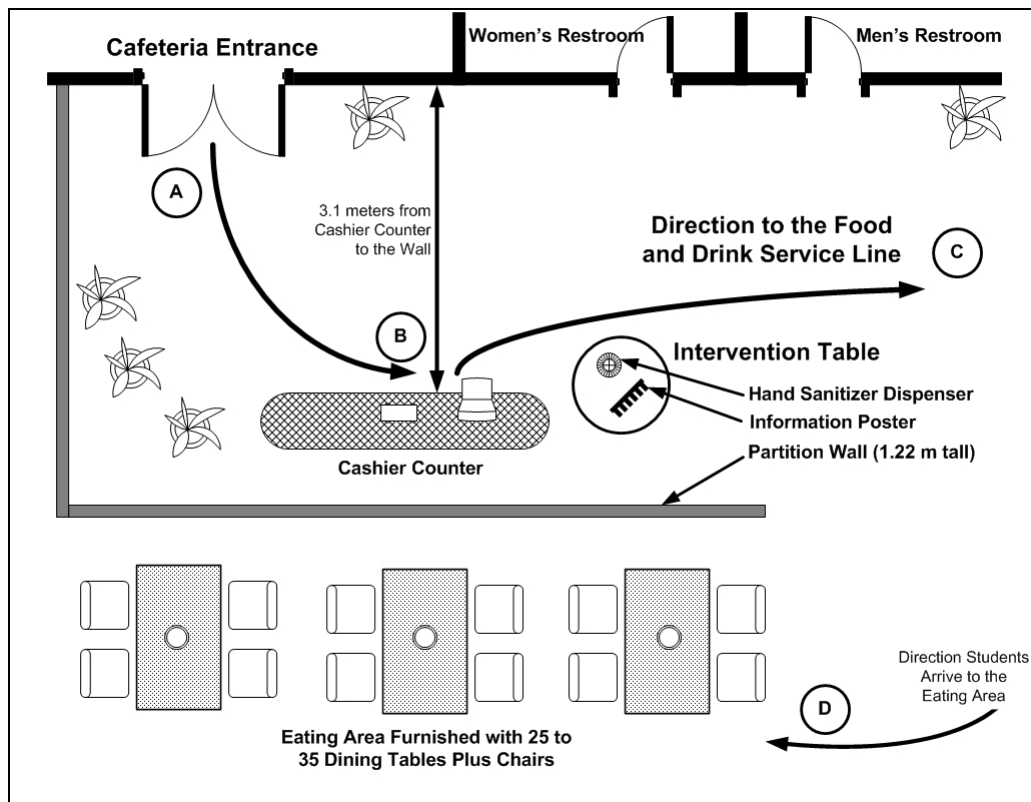 Cafeteria Entrance
Women's Restroom
Men's Restroom
A
3.1 meters from
Cashier Counter
to the Wall
Direction to the Food
and Drink Service Line
C
B
Intervention Table
Hand Sanitizer Dispenser
Information Poster
Partition Wall (1.22 m tall)
Cashier Counter
Direction Students
Arrive to the
Eating Area
D
Eating Area Furnished with 25 to
35 Dining Tables Plus Chairs